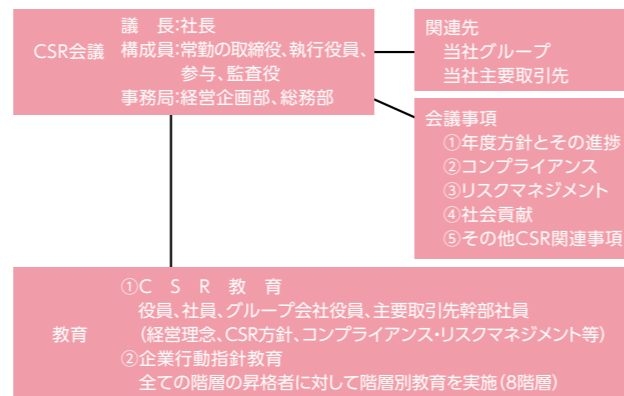 CSR会議
議　長:社長
構成員:常勤の取締役、執行役員、
参与、監査役
事務局:経営企画部、総務部
関連先
当社グループ
当社主要取引先
会議事項
①年度方針とその進捗
②コンプライアンス
③リスクマネジメント
④社会貢献
⑤その他CSR関連事項
教育
①C　S　R　教　育
役員、社員、グループ会社役員、主要取引先幹部社員
(経営理念、CSR方針、コンプライアンス・リスクマネジメント等)
②企業行動指針教育
全ての階層の昇格者に対して階層別教育を実施(8階層)